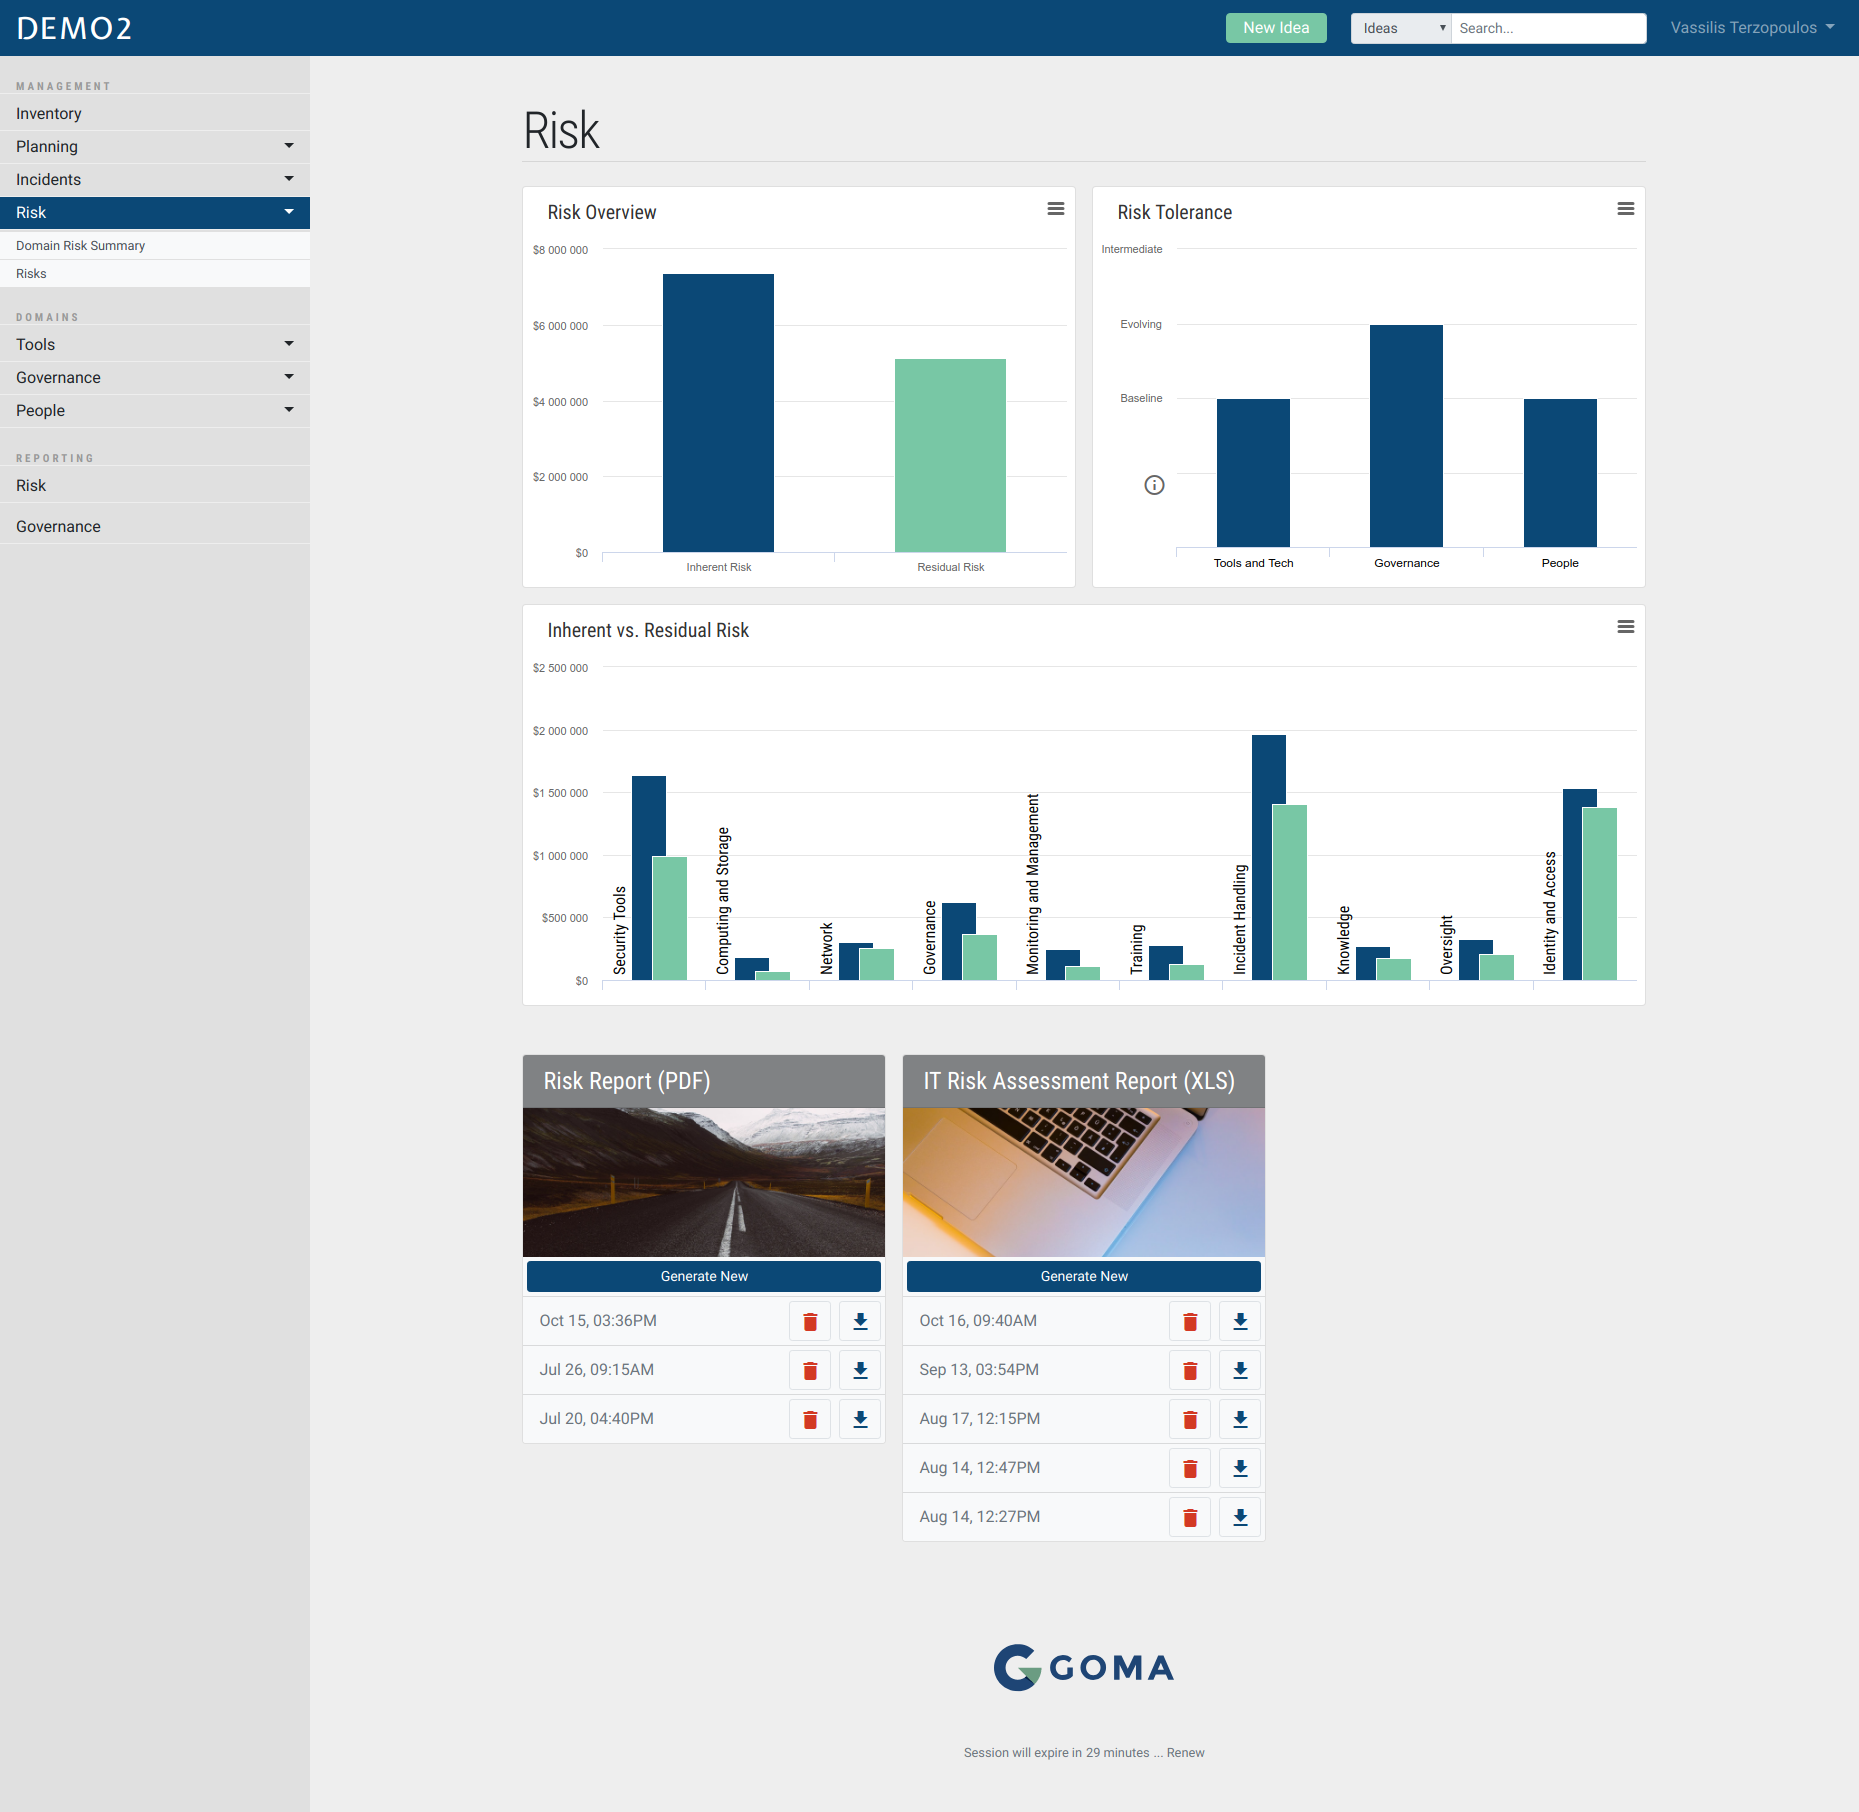 DEMO2
New Idea
Ideas
Search...
Vassilis Terzopoulos
MANAGEMENT
Inventory
Planning
Incidents
Risk
Domain Risk Summary
Risks
DOMAINS
Tools
Governance
People
REPORTING
Risk
Governance
Risk
Risk Overview
$8 000 000
$6 000 000
$4 000 000
$2 000 000
$0
Inherent Risk
Residual Risk
Risk Tolerance
Intermediate
Evolving
Baseline
Tools and Tech
Governance
People
Inherent vs. Residual Risk
$2 500 000
$2 000 000
$1 500 000
$1 000 000
$500 000
$0
Security Tools
Computing and Storage
Network
Governance
Monitoring and Management
Training
Incident Handling
Knowledge
Oversight
Identity and Access
Risk Report (PDF)
Generate New
Oct 15, 03:36PM
Jul 26, 09:15AM
Jul 20, 04:40PM
IT Risk Assessment Report (XLS)
Generate New
Oct 16, 09:40AM
Sep 13, 03:54PM
Aug 17, 12:15PM
Aug 14, 12:47PM
Aug 14, 12:27PM
GOMA
Session will expire in 29 minutes ... Renew